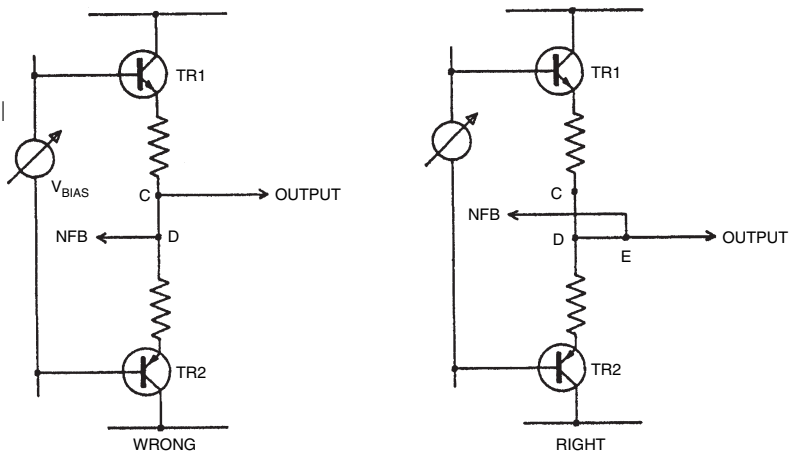 TR1
V_BIAS
C
OUTPUT
NFB
D
TR2
WRONG
TR1
C
NFB
D
E
OUTPUT
TR2
RIGHT